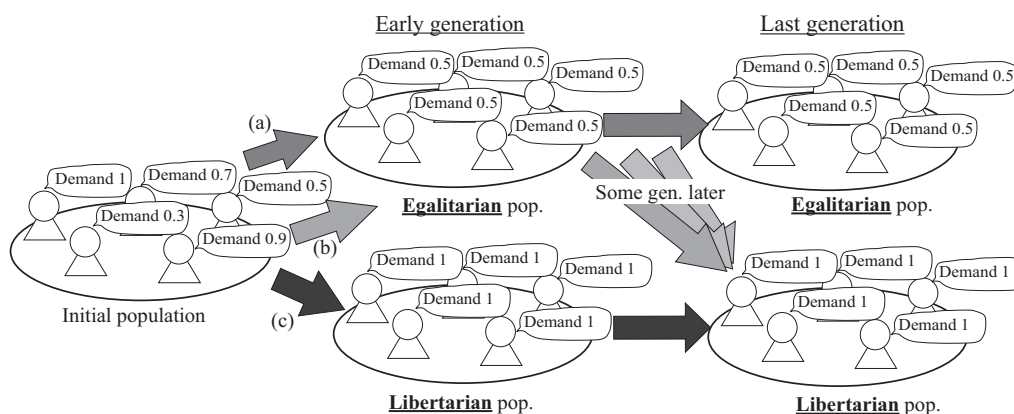 Early generation
Last generation
Demand 0.5
Demand 0.5
Demand 0.5
Demand 0.5
Demand 0.5
Demand 0.5
Demand 0.5
Demand 0.5
Demand 0.5
Demand 0.5
(a)
Demand 1
Demand 0.7
Demand 0.5
Demand 0.3
Demand 0.9
Some gen. later
Egalitarian pop.
Egalitarian pop.
(b)
Initial population
(c)
Demand 1
Demand 1
Demand 1
Demand 1
Demand 1
Demand 1
Demand 1
Demand 1
Demand 1
Demand 1
Libertarian pop.
Libertarian pop.